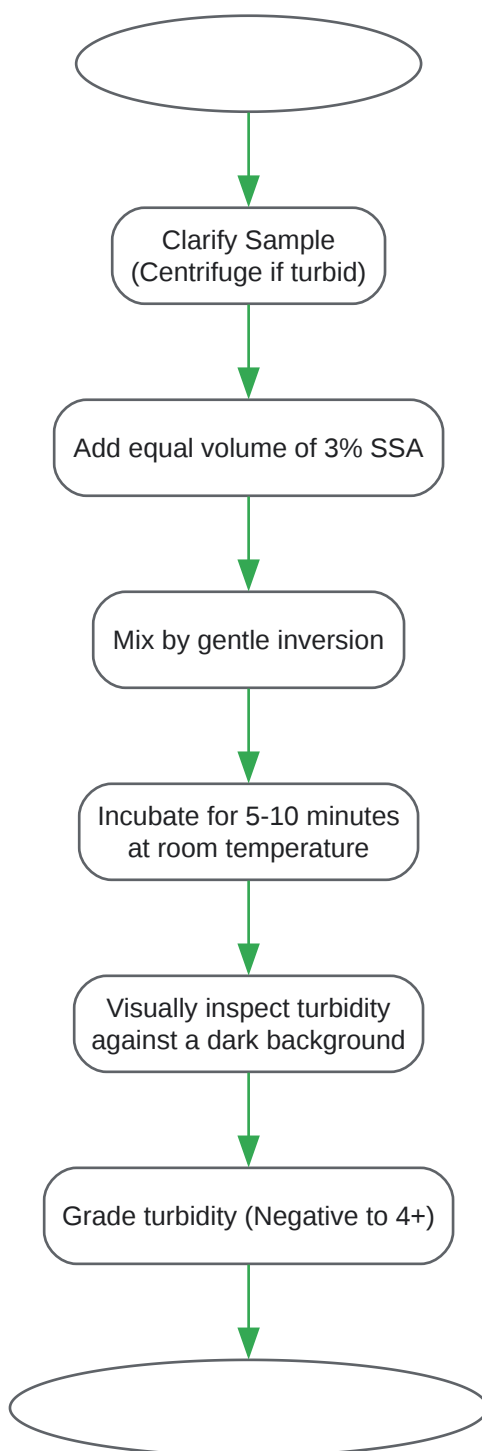 Clarify Sample
(Centrifuge if turbid)
Add equal volume of 3% SSA
Mix by gentle inversion
Incubate for 5-10 minutes
at room temperature
Visually inspect turbidity
against a dark background
Grade turbidity (Negative to 4+)